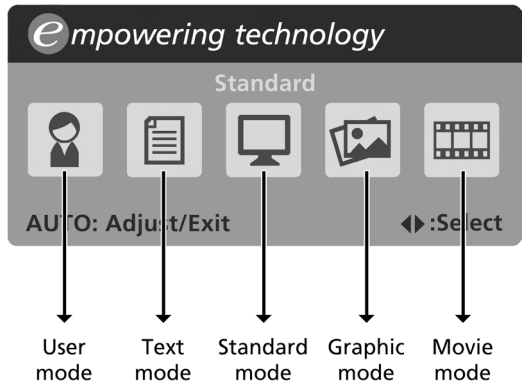 empowering technology
Standard
AUTO: Adjust/Exit
:Select
User mode
Text mode
Standard mode
Graphic mode
Movie mode